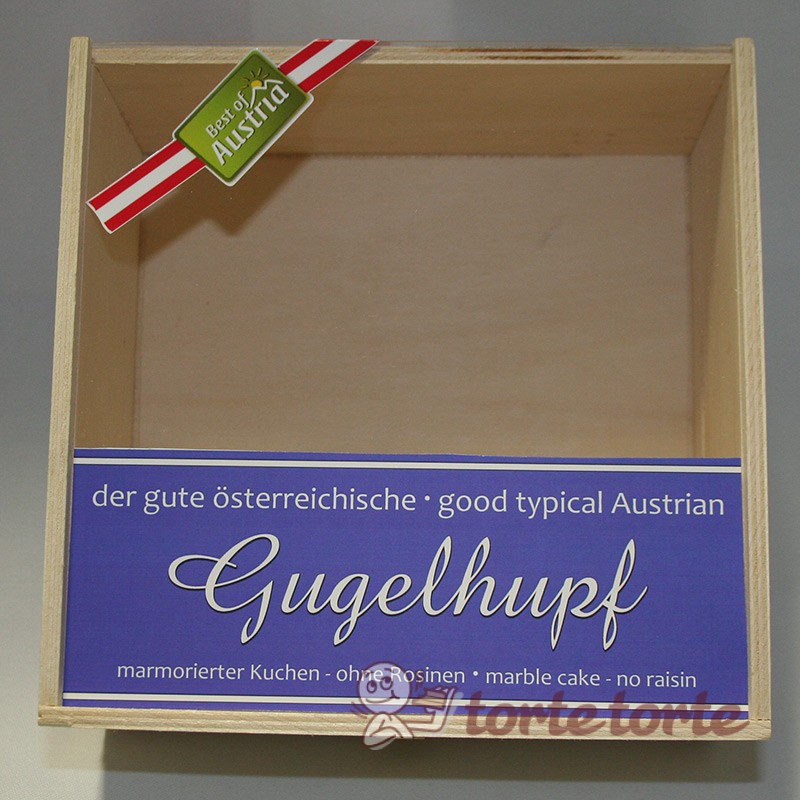 Best of
Austria
der gute österreichische · good typical Austrian
Gugelhupf
marmorierter Kuchen - ohne Rosinen · marble cake - no raisin
torte torte